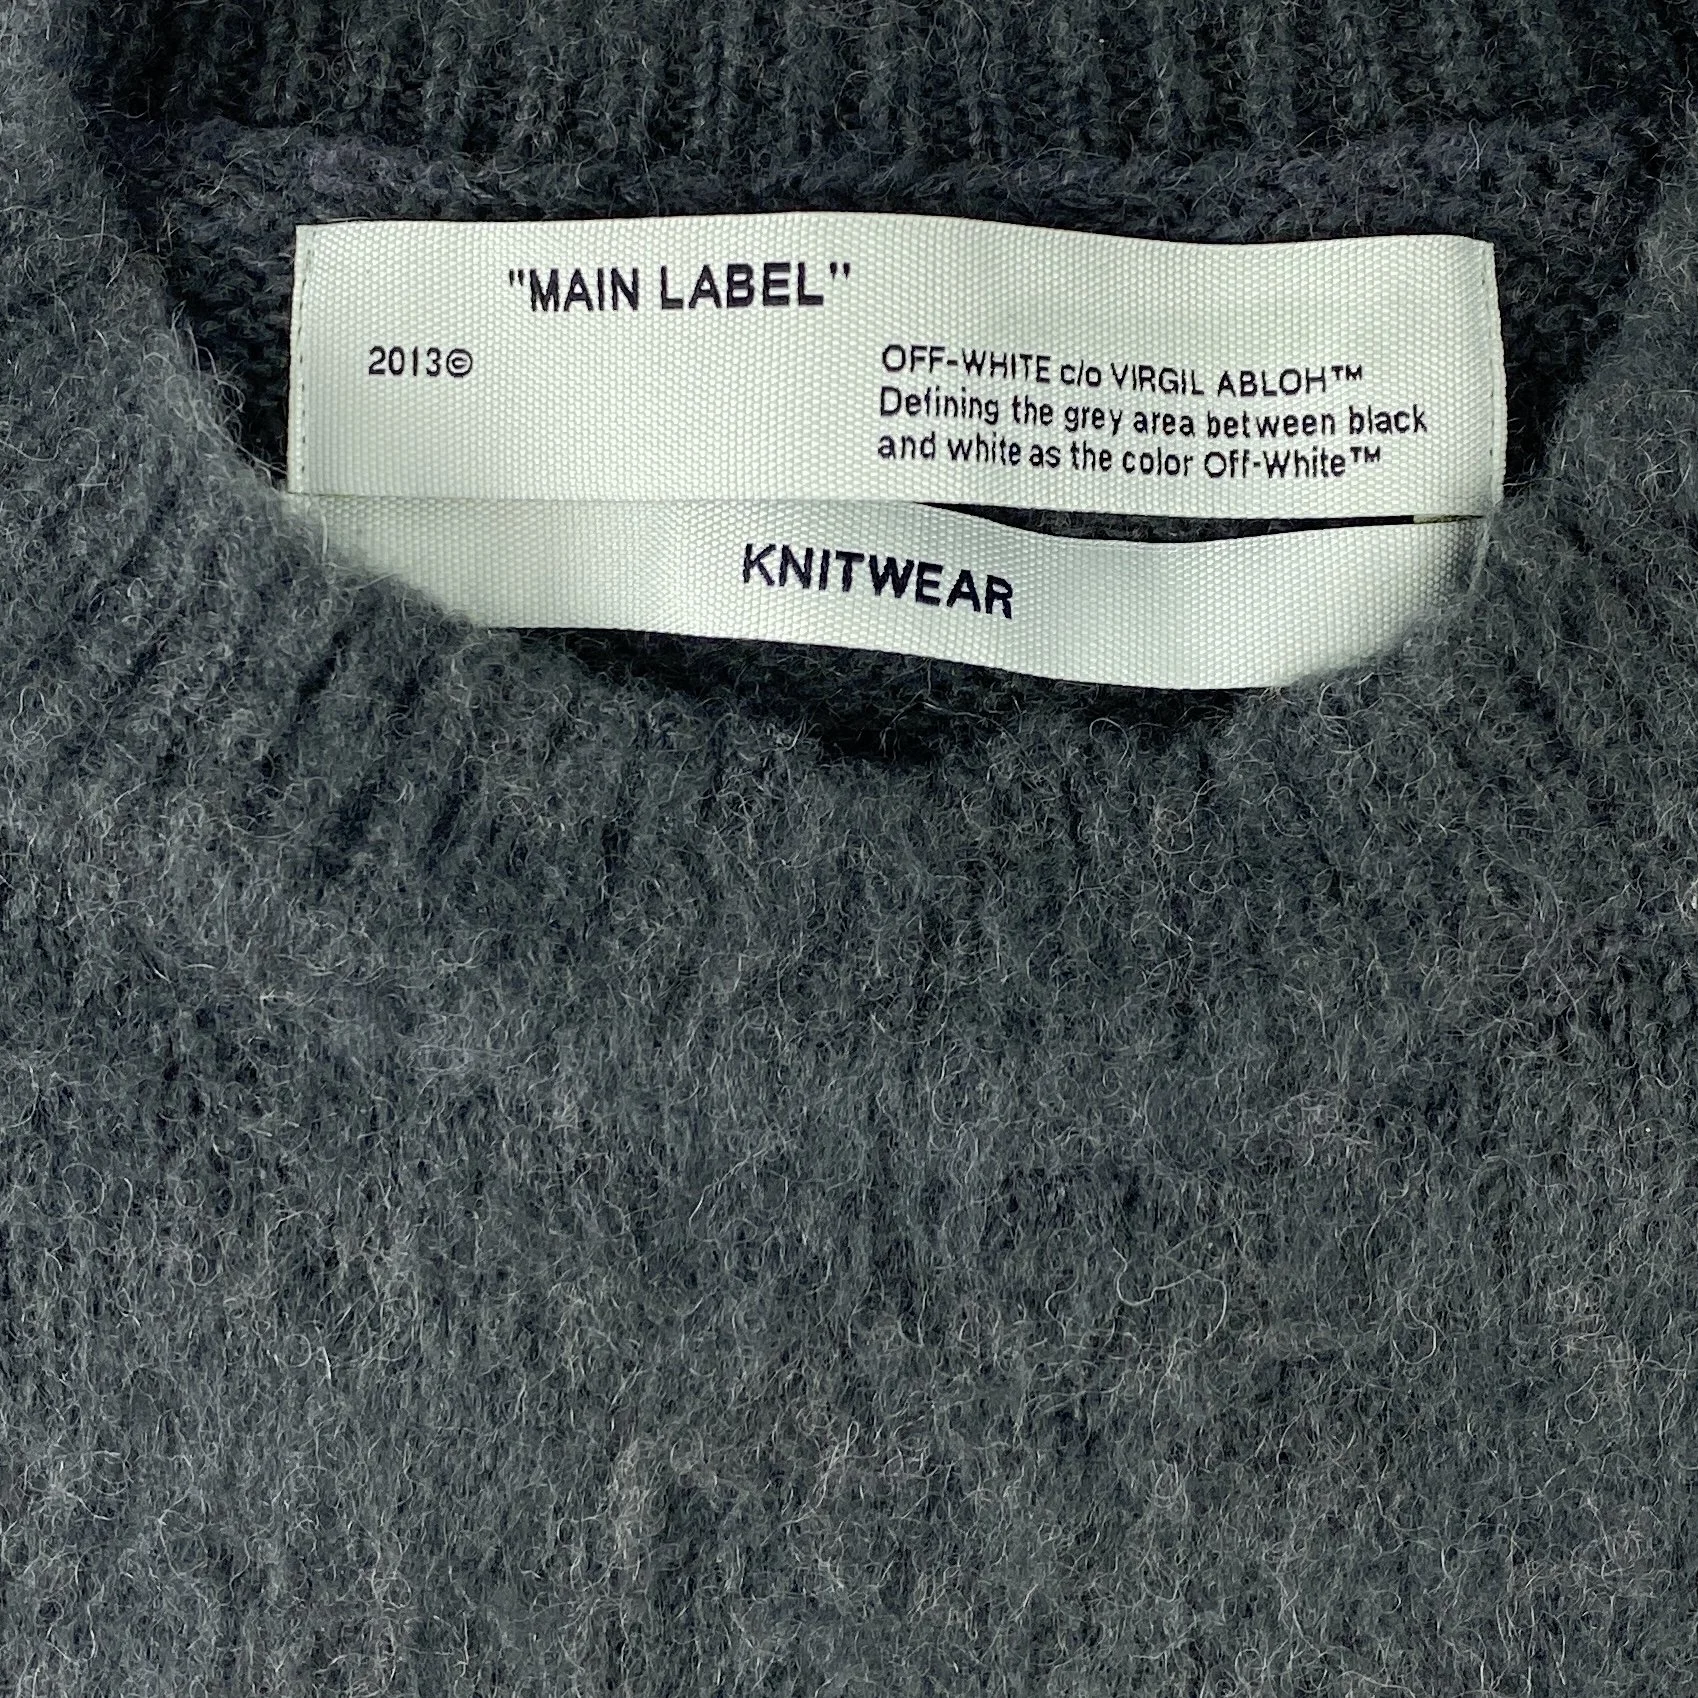 "MAIN LABEL"
2013©
OFF-WHITE c/o VIRGIL ABLOH™
Defining the grey area between black
and white as the color Off-White™
KNITWEAR